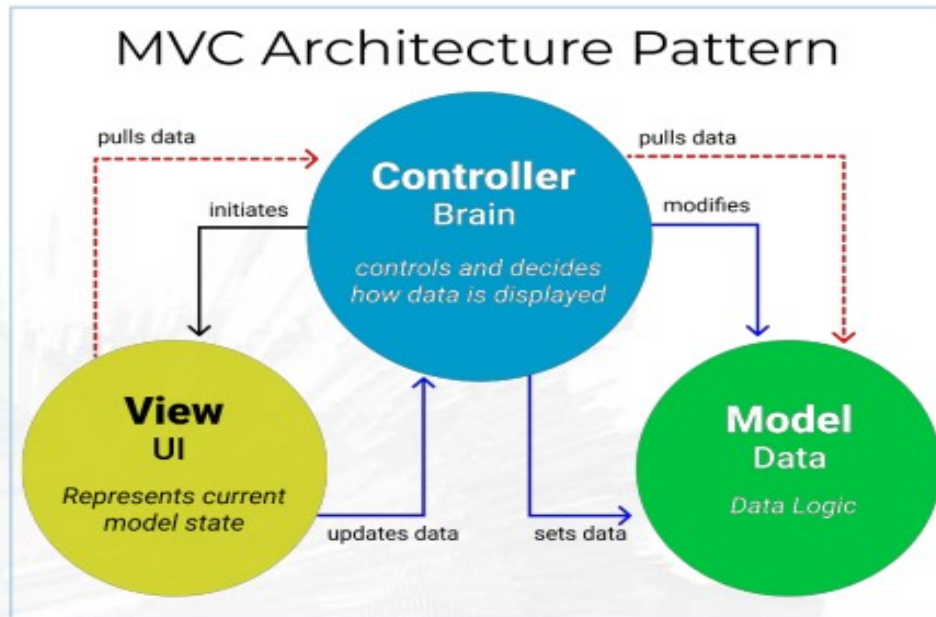 MVC Architecture Pattern
pulls data
pulls data
Controller
Brain
initiates
modifies
controls and decides
how data is displayed
View
UI
Represents current
model state
Model
Data
Data Logic
updates data
sets data